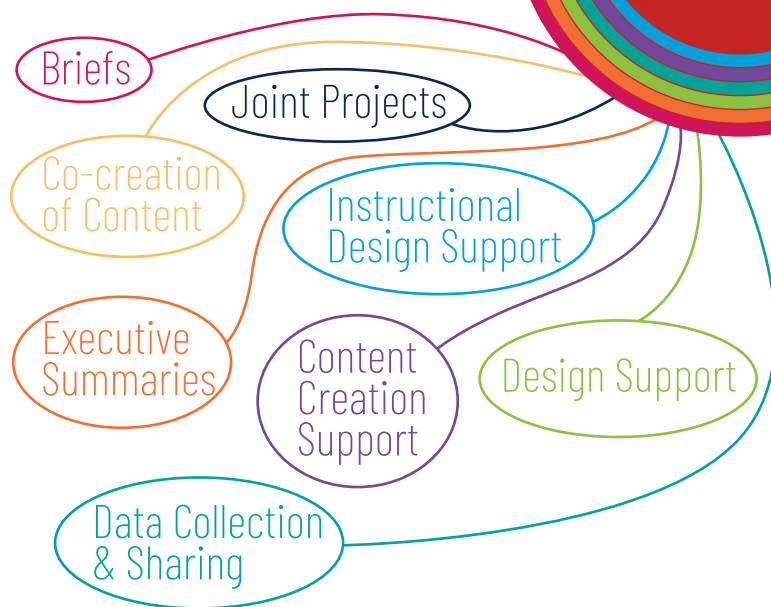 Briefs
Joint Projects
Co-creation
of Content
Instructional
Design Support
Executive
Summaries
Content
Creation
Support
Design Support
Data Collection
& Sharing